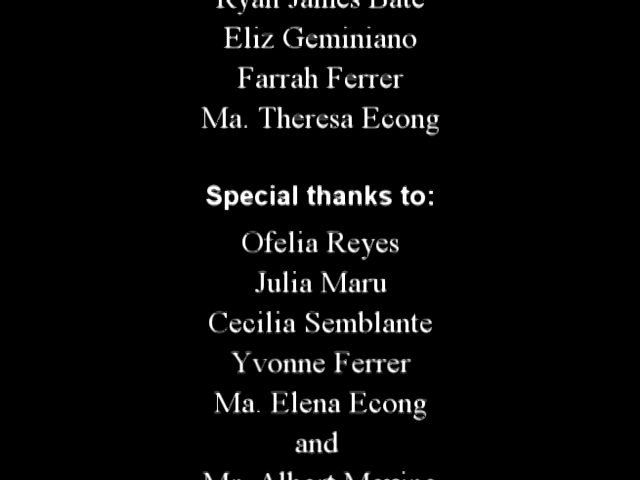 Ryan James Bate
Eliz Geminiano
Farrah Ferrer
Ma. Theresa Econg
Special thanks to:
Ofelia Reyes
Julia Maru
Cecilia Semblante
Yvonne Ferrer
Ma. Elena Econg
and
Mr. Albert